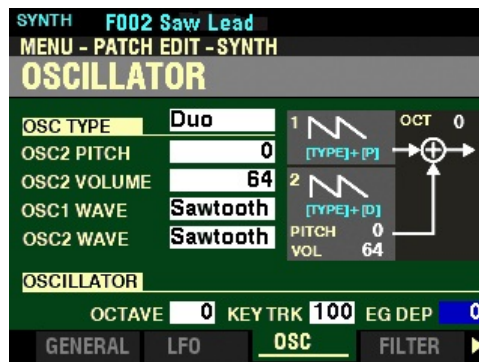 SYNTH F002 Saw Lead
MENU - PATCH EDIT - SYNTH
OSCILLATOR
OSC TYPE Duo
OSC2 PITCH 0
OSC2 VOLUME 64
OSC1 WAVE Sawtooth
OSC2 WAVE Sawtooth
1
[TYPE]+[P]
2
[TYPE]+[D]
PITCH 0
VOL 64
OCT 0
OSCILLATOR
OCTAVE 0 KEY TRK 100 EG DEP 0
GENERAL LFO OSC FILTER